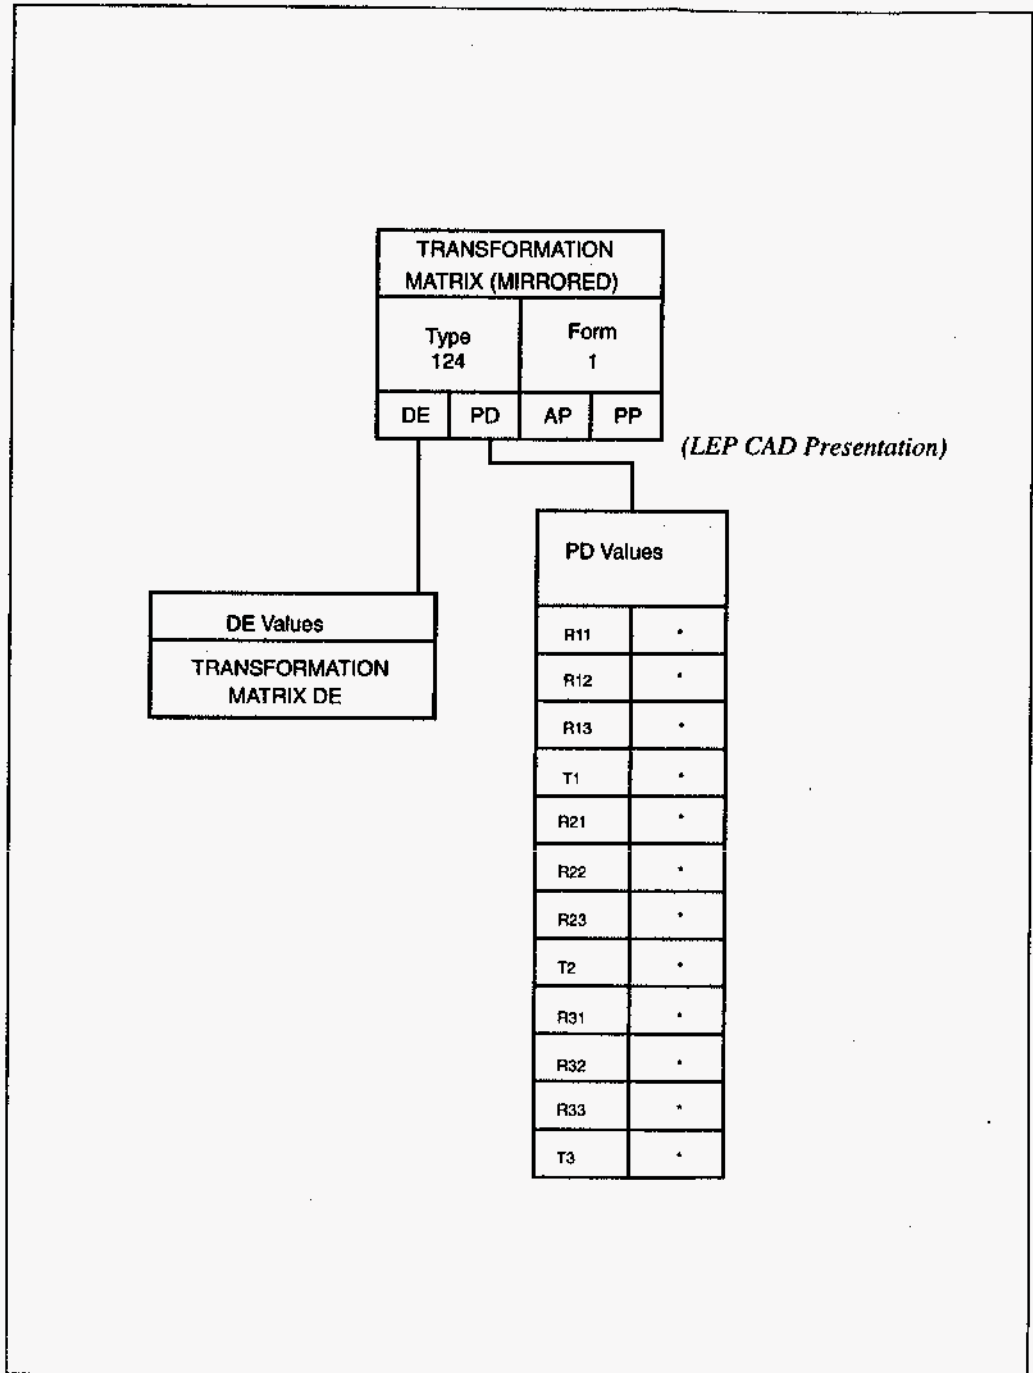 TRANSFORMATION
MATRIX (MIRRORED)
Type
124
Form
1
DE PD AP PP
(LEP CAD Presentation)
PD Values
DE Values
TRANSFORMATION
MATRIX DE
R11 *
R12 *
R13 *
T1 *
R21 *
R22 *
R23 *
T2 *
R31 *
R32 *
R33 *
T3 *